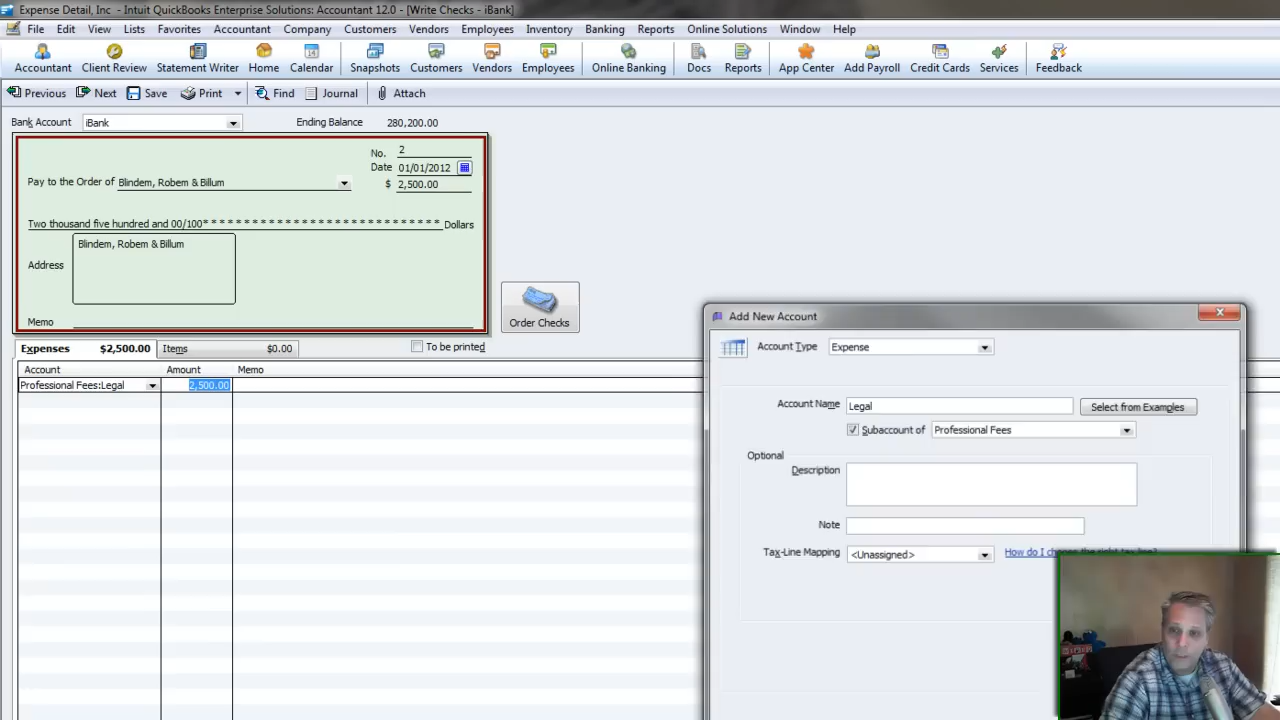 Expense Detail, Inc - Intuit QuickBooks Enterprise Solutions: Accountant 12.0 - [Write Checks - iBank]
File Edit View Lists Favorites Accountant Company Customers Vendors Employees Inventory Banking Reports Online Solutions Window Help
Accountant Client Review Statement Writer Home Calendar Snapshots Customers Vendors Employees Online Banking Docs Reports App Center Add Payroll Credit Cards Services Feedback
Previous Next Save Print Find Journal Attach
Bank Account iBank Ending Balance 280,200.00
No. 2
Date 01/01/2012
Pay to the Order of Blindem, Robem & Billum $ 2,500.00
Two thousand five hundred and 00/100* * * * * * * * * * * * * * * * * * * * * * * * * * * * * Dollars
Blindem, Robem & Billum
Address
Memo
Order Checks
Expenses $2,500.00 Items $0.00 To be printed
Account Amount Memo
Professional Fees:Legal 2,500.00
Add New Account
Account Type Expense
Account Name Legal Select from Examples
Subaccount of Professional Fees
Optional
Description
Note
Tax-Line Mapping <Unassigned> How do I the right tax line?